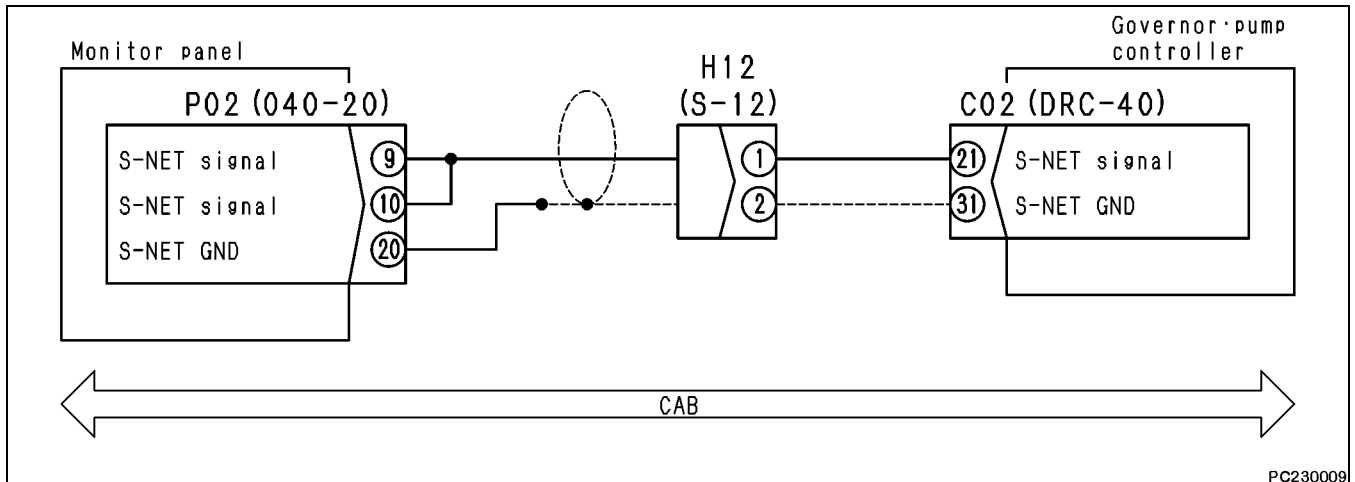 Monitor panel
Governor·pump
controller
P02 (040-20)
H12
(S-12)
C02 (DRC-40)
S-NET signal
9
1
21
S-NET signal
S-NET signal
10
2
31
S-NET GND
S-NET GND
20
CAB
PC230009